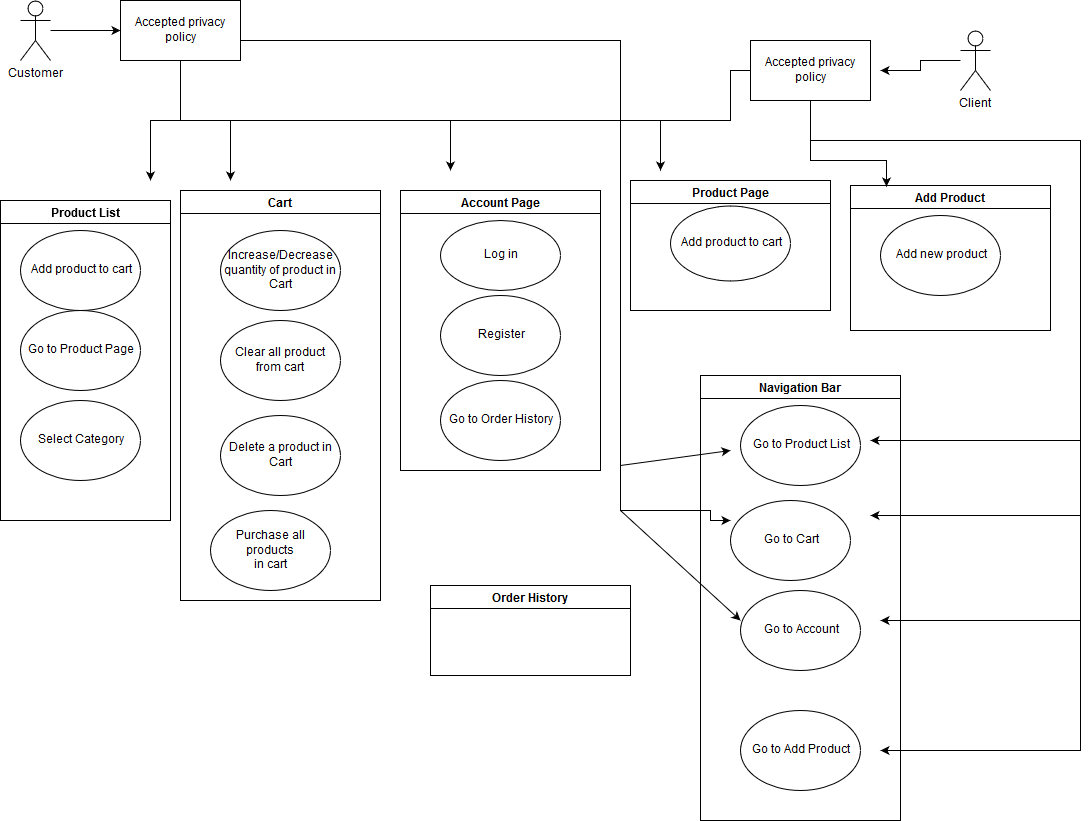 Customer
Accepted privacy
policy
Accepted privacy
policy
Client
Product List
Add product to cart
Go to Product Page
Select Category
Cart
Increase/Decrease
quantity of product in
Cart
Clear all product
from cart
Delete a product in
Cart
Purchase all
products
in cart
Account Page
Log in
Register
Go to Order History
Product Page
Add product to cart
Add Product
Add new product
Navigation Bar
Go to Product List
Go to Cart
Go to Account
Go to Add Product
Order History